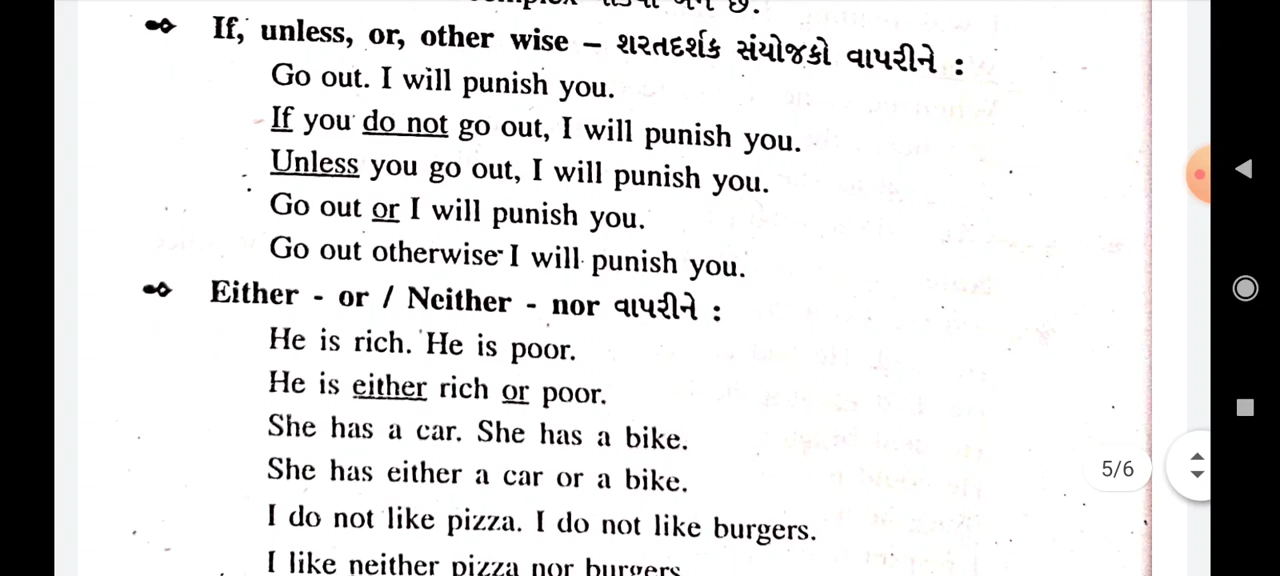 If, unless, or, other wise – શરતદર્શક સંયોજકો વાપરીને :
Go out. I will punish you.
If you do not go out, I will punish you.
Unless you go out, I will punish you.
Go out or I will punish you.
Go out otherwise I will punish you.
Either - or / Neither - nor વાપરીને :
He is rich. He is poor.
He is either rich or poor.
She has a car. She has a bike.
She has either a car or a bike.
I do not like pizza. I do not like burgers.
I like neither pizza nor burgers
5/6